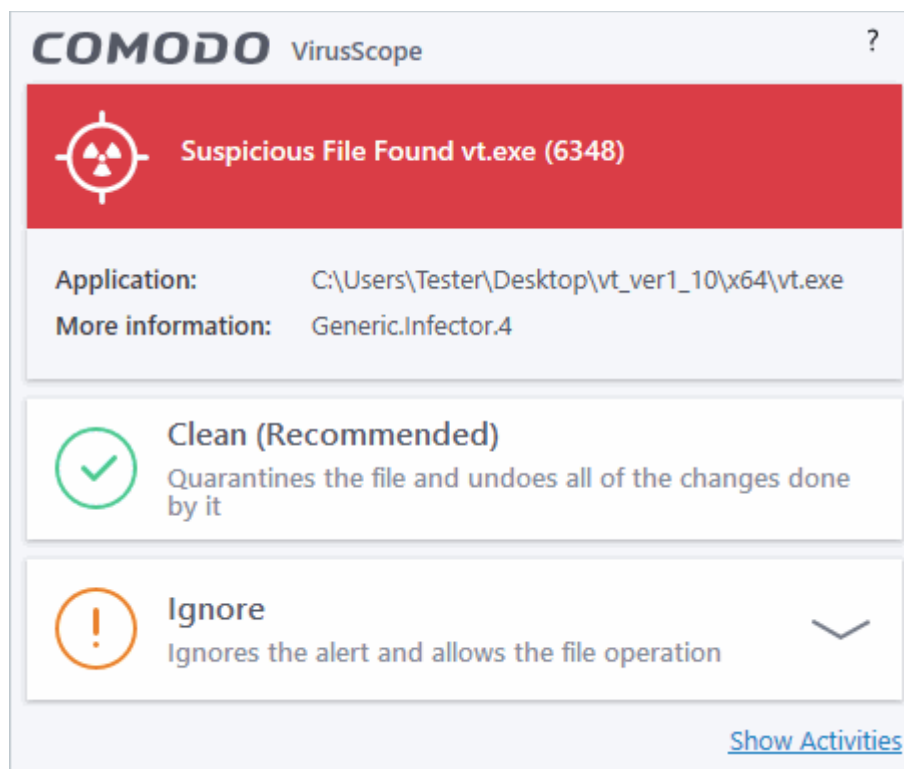 COMODO VirusScope ?
Suspicious File Found vt.exe (6348)
Application: C:\Users\Tester\Desktop\vt_ver1_10\x64\vt.exe
More information: Generic.Infector.4
Clean (Recommended)
Quarantines the file and undoes all of the changes done
by it
!
Ignore
Ignores the alert and allows the file operation
Show Activities